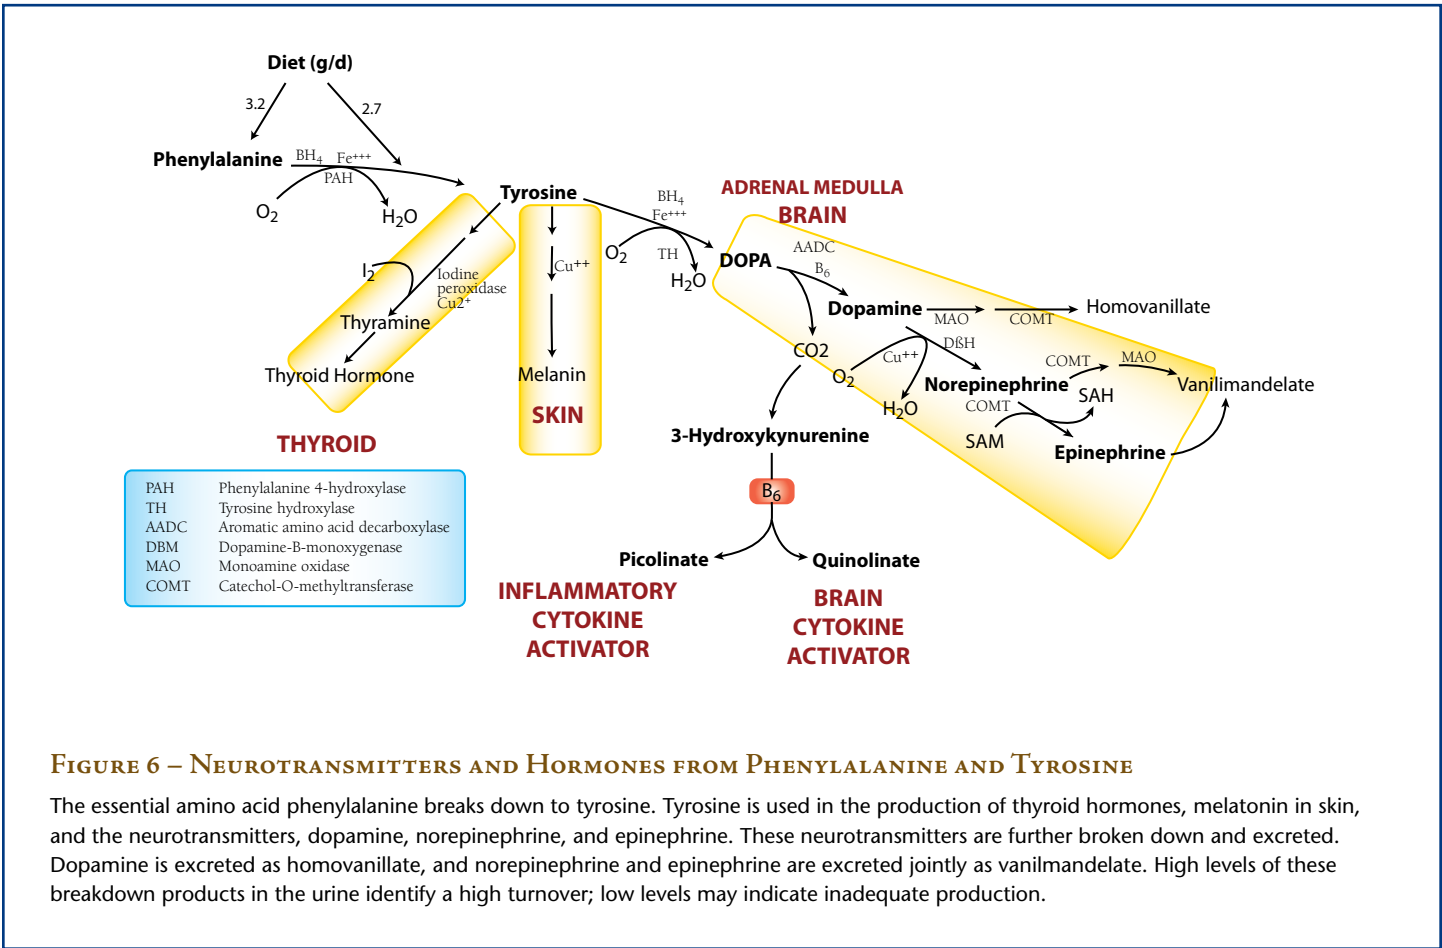 Diet (g/d)
3.2
2.7
Phenylalanine
BH4 Fe+++
PAH
O2
H2O
Tyrosine
I2
Iodine
peroxidase
Cu2+
Thyramine
Thyroid Hormone
THYROID
Cu++
Melanin
SKIN
BH4
Fe+++
O2
TH
H2O
ADRENAL MEDULLA
BRAIN
DOPA
AADC
B6
Dopamine
MAO
COMT
Homovanillate
CO2
DßH
Cu++
O2
H2O
Norepinephrine
COMT
MAO
Vanilimandelate
COMT
SAH
SAM
Epinephrine
3-Hydroxykynurenine
B6
Picolinate
Quinolinate
INFLAMMATORY
CYTOKINE
ACTIVATOR
BRAIN
CYTOKINE
ACTIVATOR
PAH Phenylalanine 4-hydroxylase
TH Tyrosine hydroxylase
AADC Aromatic amino acid decarboxylase
DBM Dopamine-B-monoxygenase
MAO Monoamine oxidase
COMT Catechol-O-methyltransferase
Figure 6 – Neurotransmitters and Hormones from Phenylalanine and Tyrosine
The essential amino acid phenylalanine breaks down to tyrosine. Tyrosine is used in the production of thyroid hormones, melatonin in skin,
and the neurotransmitters, dopamine, norepinephrine, and epinephrine. These neurotransmitters are further broken down and excreted.
Dopamine is excreted as homovanillate, and norepinephrine and epinephrine are excreted jointly as vanilmandelate. High levels of these
breakdown products in the urine identify a high turnover; low levels may indicate inadequate production.